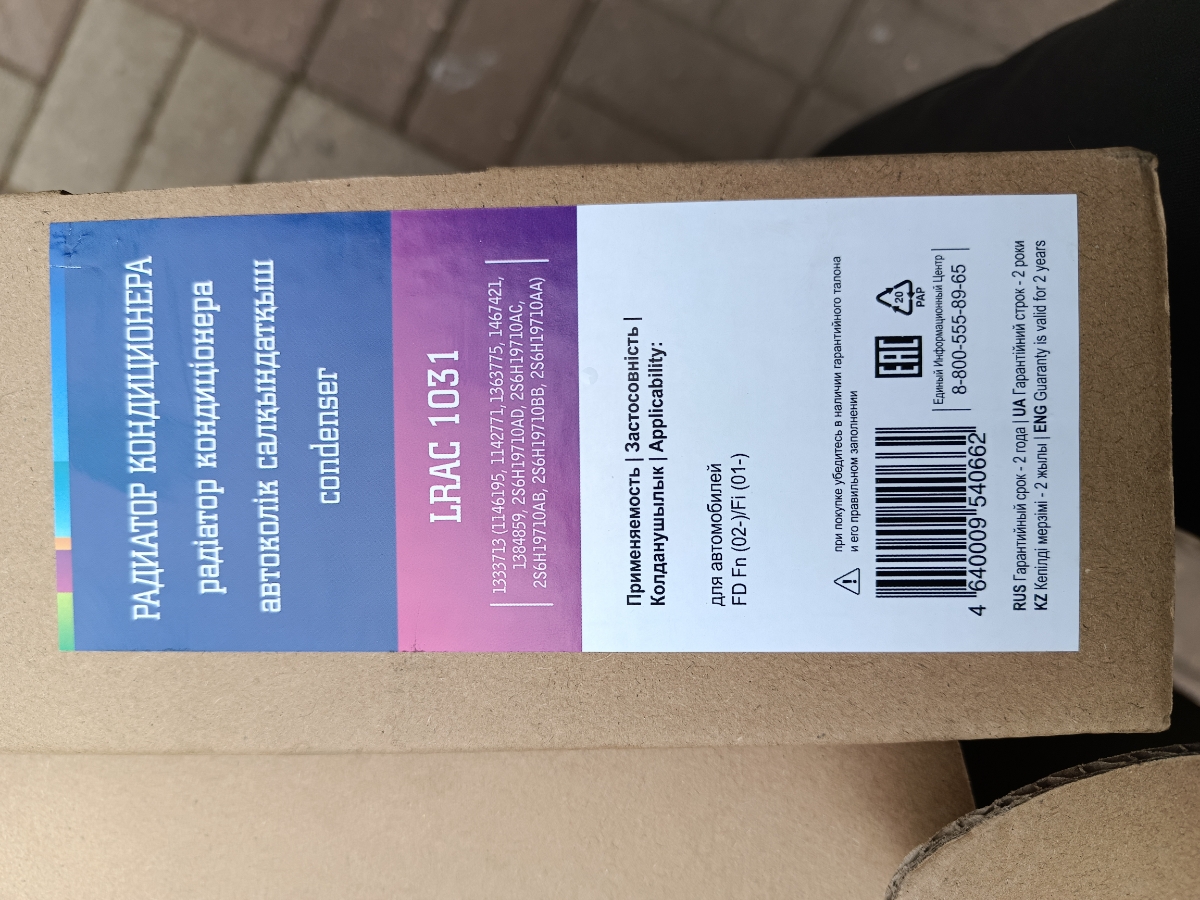 РАДИАТОР КОНДИЦИОНЕРА
радіатор кондиціонера
автокөлік салқындатқыш
condenser
LRAC 1031
1333713 (1146195, 1142771, 1363775, 1467421,
1384859, 2S6H19710AD, 2S6H19710AC,
2S6H19710AB, 2S6H19710BB, 2S6H19710AA)
Применяемость | Застосовність |
Колданушылык | Applicability:
для автомобилей
FD Fn (02-)/Fi (01-)
при покупке убедитесь в наличии гарантийного талона
и его правильном заполнении
4 640009 540662
EAC
20
PAP
Единый Информационный Центр
8-800-555-89-65
RUS Гарантийный срок - 2 года | UA Гарантійний строк - 2 роки
KZ Кепілді мерзімі - 2 жылы | ENG Guaranty is valid for 2 years